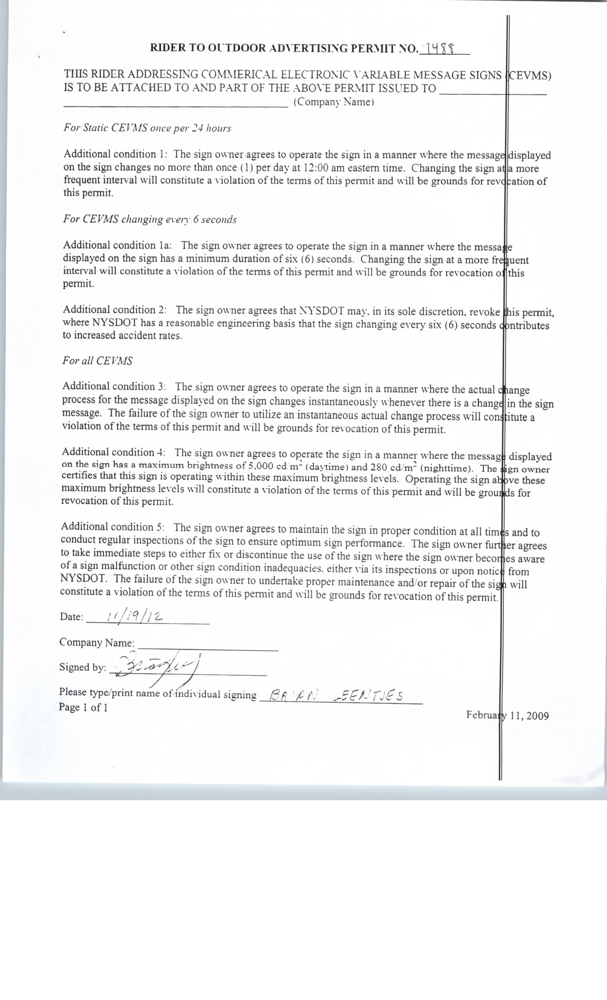 RIDER TO OUTDOOR ADVERTISING PERMIT NO. 7488
THIS RIDER ADDRESSING COMMERICAL ELECTRONIC VARIABLE MESSAGE SIGNS (CEVMS)
IS TO BE ATTACHED TO AND PART OF THE ABOVE PERMIT ISSUED TO
(Company Name)
For Static CEVMS once per 24 hours
Additional condition 1: The sign owner agrees to operate the sign in a manner where the message displayed
on the sign changes no more than once (1) per day at 12:00 am eastern time. Changing the sign at a more
frequent interval will constitute a violation of the terms of this permit and will be grounds for revocation of
this permit.
For CEVMS changing every 6 seconds
Additional condition 1a: The sign owner agrees to operate the sign in a manner where the message
displayed on the sign has a minimum duration of six (6) seconds. Changing the sign at a more frequent
interval will constitute a violation of the terms of this permit and will be grounds for revocation of this
permit.
Additional condition 2: The sign owner agrees that NYSDOT may, in its sole discretion, revoke this permit,
where NYSDOT has a reasonable engineering basis that the sign changing every six (6) seconds contributes
to increased accident rates.
For all CEVMS
Additional condition 3: The sign owner agrees to operate the sign in a manner where the actual change
process for the message displayed on the sign changes instantaneously whenever there is a change in the sign
message. The failure of the sign owner to utilize an instantaneous actual change process will constitute a
violation of the terms of this permit and will be grounds for revocation of this permit.
Additional condition 4: The sign owner agrees to operate the sign in a manner where the message displayed
on the sign has a maximum brightness of 5,000 cd/m² (daytime) and 280 cd/m² (nighttime). The sign owner
certifies that this sign is operating within these maximum brightness levels. Operating the sign above these
maximum brightness levels will constitute a violation of the terms of this permit and will be grounds for
revocation of this permit.
Additional condition 5: The sign owner agrees to maintain the sign in proper condition at all times and to
conduct regular inspections of the sign to ensure optimum sign performance. The sign owner further agrees
to take immediate steps to either fix or discontinue the use of the sign where the sign owner becomes aware
of a sign malfunction or other sign condition inadequacies, either via its inspections or upon notice from
NYSDOT. The failure of the sign owner to undertake proper maintenance and/or repair of the sign will
constitute a violation of the terms of this permit and will be grounds for revocation of this permit.
Date: 11/19/12
Company Name:
Signed by:
Please type/print name of individual signing BRIAN LEENTJES
Page 1 of 1
February 11, 2009